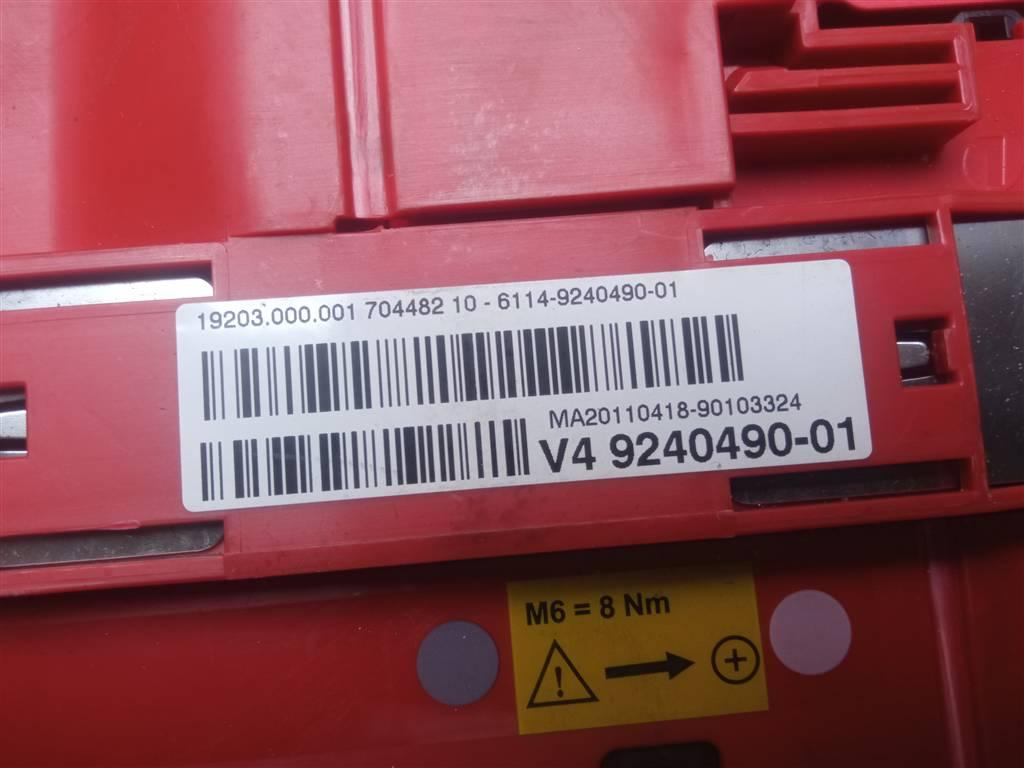 19203.000.001 704482 10 - 6114-9240490-01
MA20110418-90103324
V4 9240490-01
M6 = 8 Nm